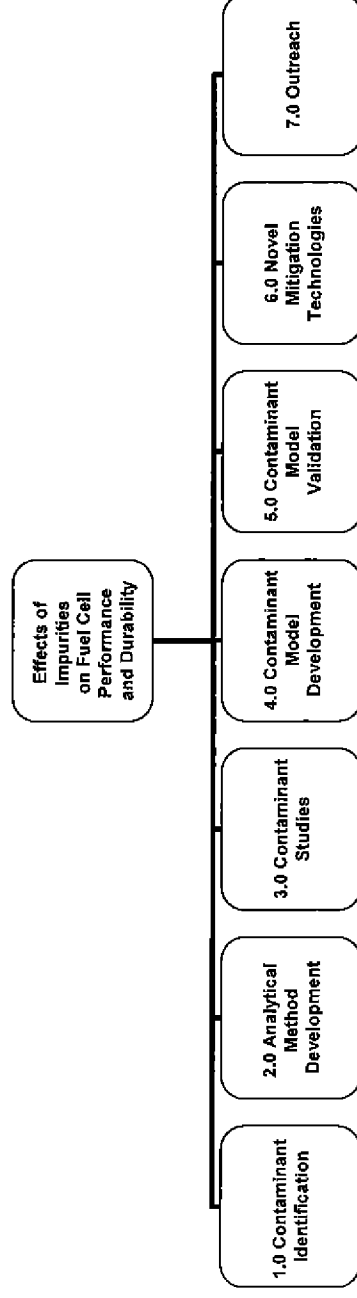 Effects of
Impurities
on Fuel Cell
Performance
and Durability
1.0 Contaminant
Identification
2.0 Analytical
Method
Development
3.0 Contaminant
Studies
4.0 Contaminant
Model
Development
5.0 Contaminant
Model
Validation
6.0 Novel
Mitigation
Technologies
7.0 Outreach